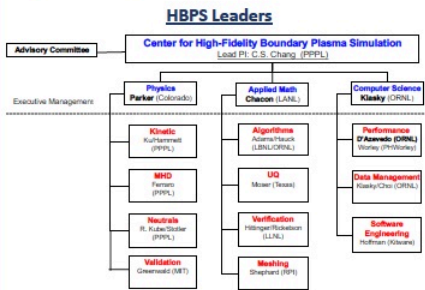 HBPS Leaders
Advisory Committee
Center for High-Fidelity Boundary Plasma Simulation
Lead PI: C.S. Chang (PPPL)
Physics
Parker (Colorado)
Applied Math
Chacon (LANL)
Computer Science
Klasky (ORNL)
Executive Management
Kinetic
Ku/Hammett
(PPPL)
Algorithms
Adams/Hauck
(LBNL/ORNL)
Performance
D'Azevedo (ORNL)
Worley (PHWorley)
MHD
Ferraro
(PPPL)
UQ
Moser (Texas)
Data Management
Klasky/Choi (ORNL)
Neutrals
R. Kube/Stotler
(PPPL)
Verification
Hittinger/Ricketson
(LLNL)
Software
Engineering
Hoffman (Kitware)
Validation
Greenwald (MIT)
Meshing
Shephard (RPI)